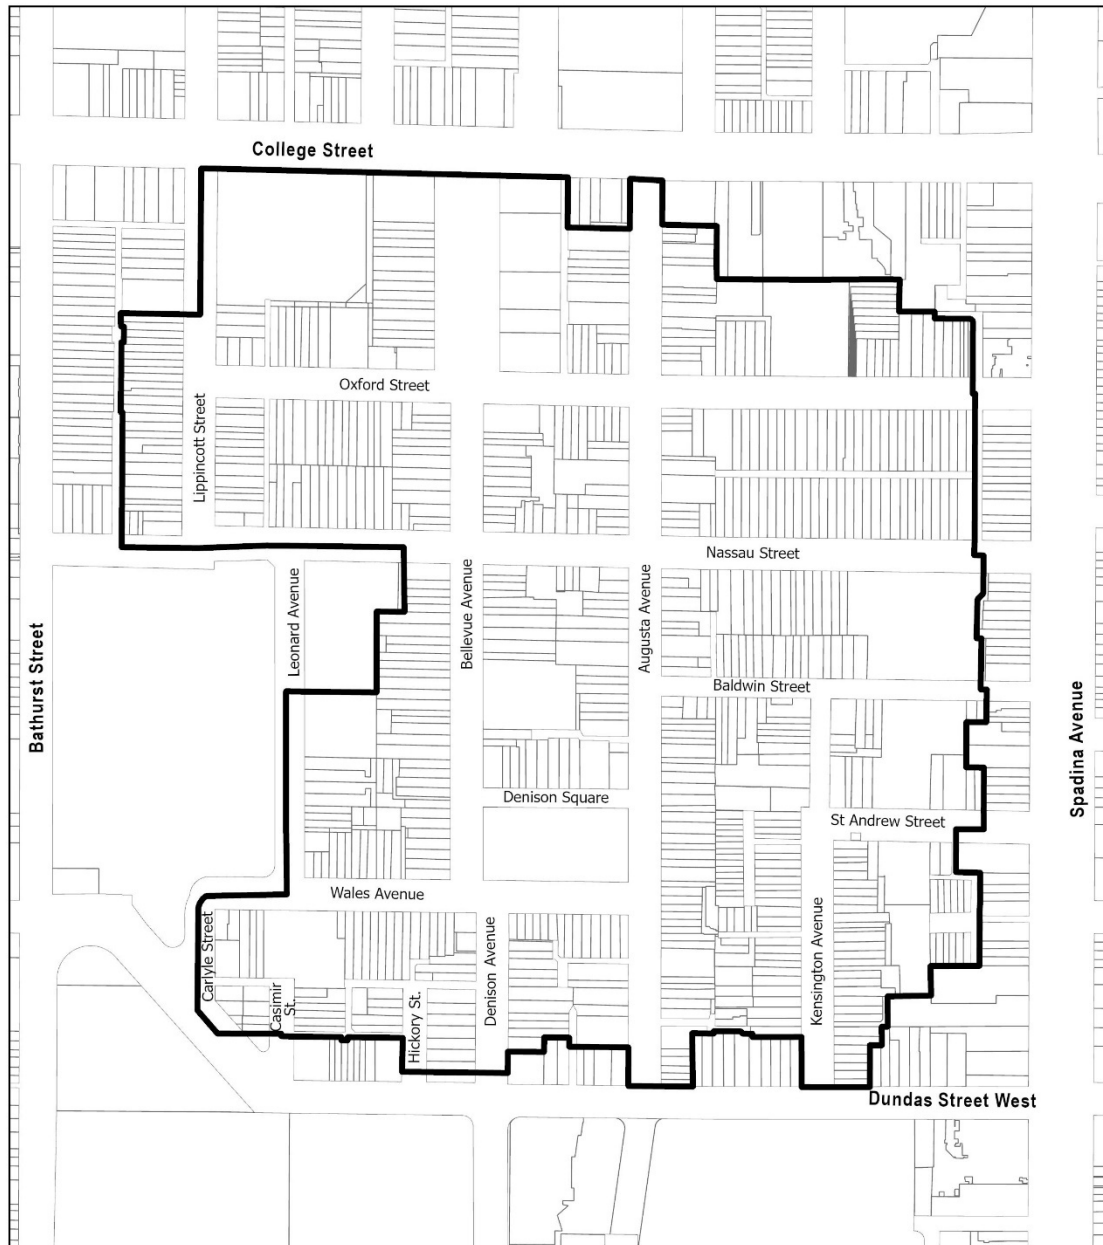 College Street
Oxford Street
Lippincott Street
Nassau Street
Leonard Avenue
Bellevue Avenue
Augusta Avenue
Bathurst Street
Baldwin Street
Spadina Avenue
Denison Square
St Andrew Street
Wales Avenue
Carlyle Street
Casimir
St.
Hickory St.
Denison Avenue
Kensington Avenue
Dundas Street West